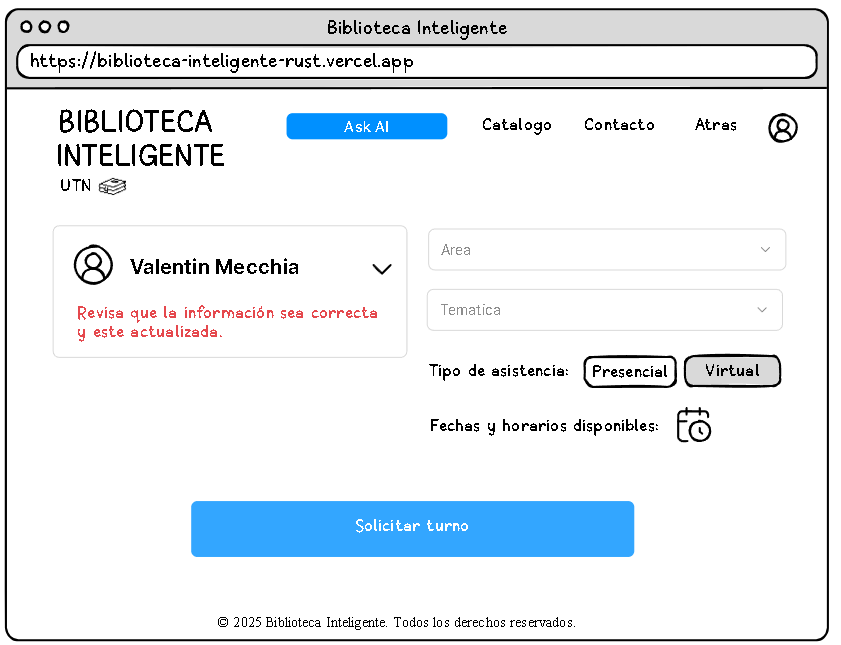 Biblioteca Inteligente
https://biblioteca-inteligente-rust.vercel.app
BIBLIOTECA
INTELIGENTE
UTN
Ask AI
Catalogo
Contacto
Atras
Valentin Mecchia
Revisa que la información sea correcta
y este actualizada.
Area
Tematica
Tipo de asistencia:
Presencial
Virtual
Fechas y horarios disponibles:
Solicitar turno
© 2025 Biblioteca Inteligente. Todos los derechos reservados.